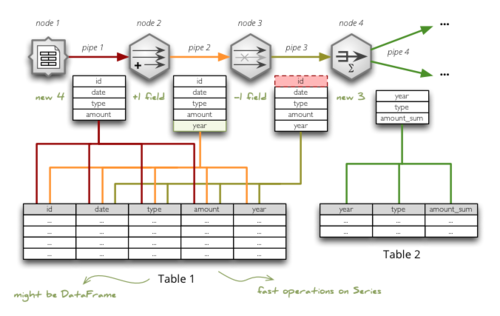 node 1
node 2
node 3
node 4
...
pipe 1
pipe 2
pipe 3
pipe 4
...
new 4
+1 field
-1 field
new 3
id
date
type
amount
id
date
type
amount
year
id
date
type
amount
year
year
type
amount_sum
id date type amount year
... ... ... ... ...
... ... ... ... ...
... ... ... ... ...
... ... ... ... ...
year type amount_sum
... ... ...
... ... ...
Table 1
Table 2
might be DataFrame
fast operations on Series